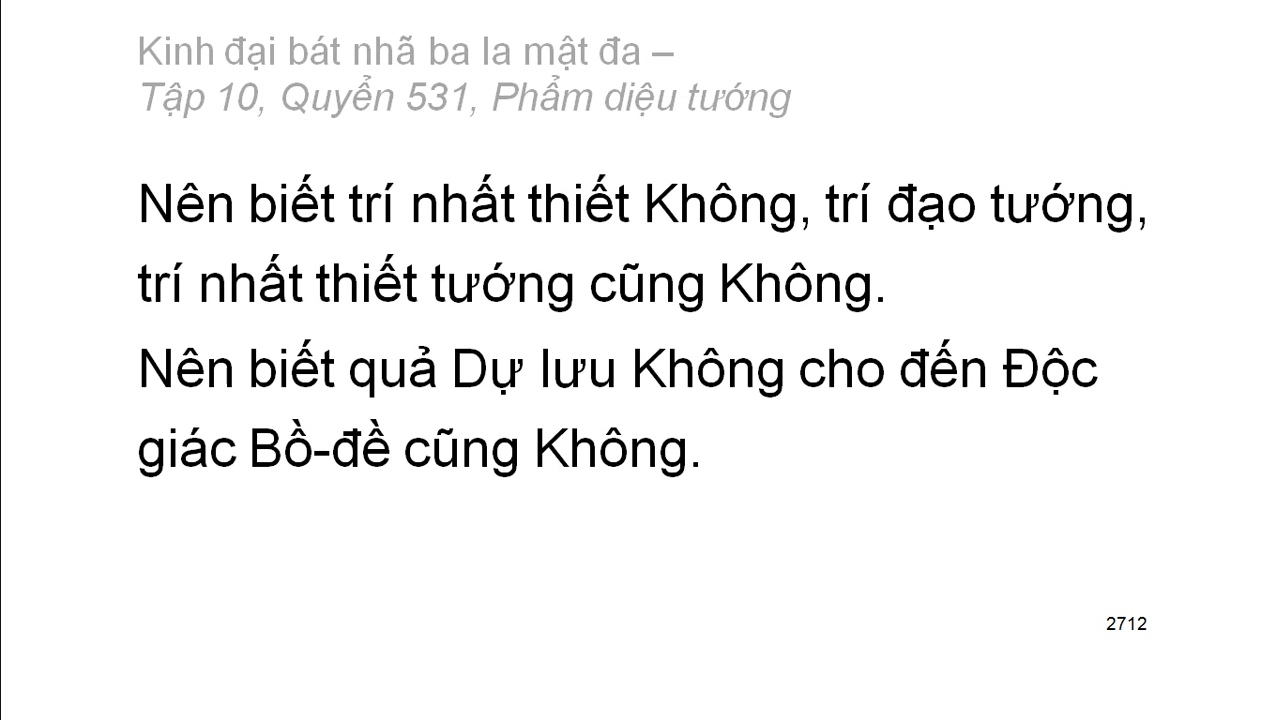 Kinh đại bát nhã ba la mật đa –
Tập 10, Quyển 531, Phẩm diệu tướng
Nên biết trí nhất thiết Không, trí đạo tướng,
trí nhất thiết tướng cũng Không.
Nên biết quả Dự lưu Không cho đến Độc
giác Bồ-đề cũng Không.
2712